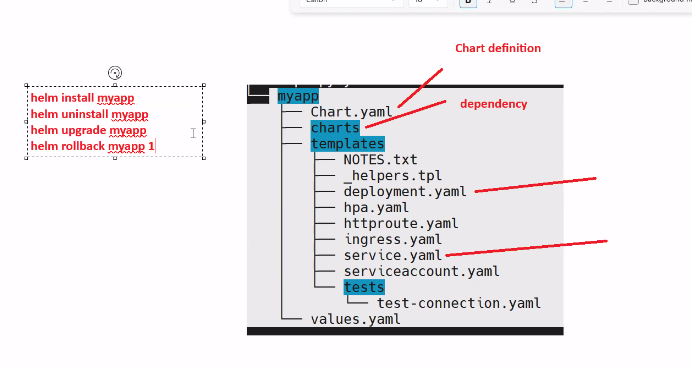 Chart definition
dependency
helm install myapp
helm uninstall myapp
helm upgrade myapp
helm rollback myapp 1
myapp
Chart.yaml
charts
templates
NOTES.txt
_helpers.tpl
deployment.yaml
hpa.yaml
httproute.yaml
ingress.yaml
service.yaml
serviceaccount.yaml
tests
test-connection.yaml
values.yaml